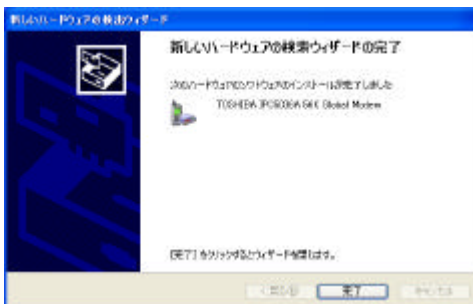 新しいハードウェアの検索ウィザード
新しいハードウェアの検索ウィザードの完了
次のハードウェアのソフトウェアのインストールが完了しました
TOSHIBA 56K Global Modem
[完了] をクリックするとウィザードを閉じます。
< 戻る(B)
完了
キャンセル